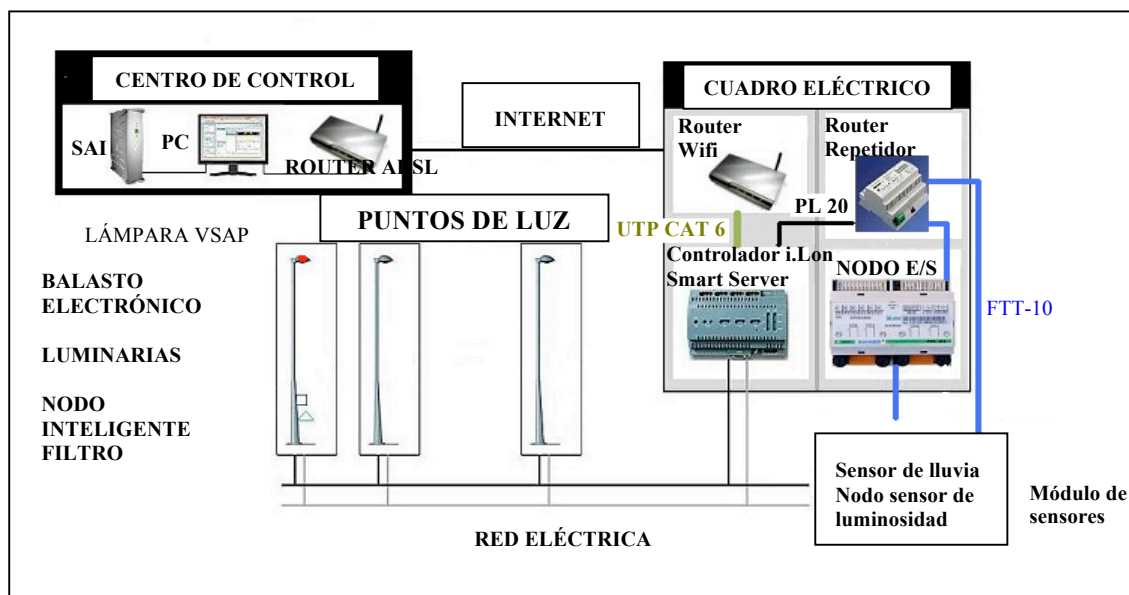 CENTRO DE CONTROL
SAI
PC
ROUTER ADSL
INTERNET
CUADRO ELÉCTRICO
Router
Wifi
Router
Repetidor
PL 20
UTP CAT 6
Controlador i.Lon
Smart Server
NODO E/S
FTT-10
PUNTOS DE LUZ
LÁMPARA VSAP
BALASTO
ELECTRÓNICO
LUMINARIAS
NODO
INTELIGENTE
FILTRO
RED ELÉCTRICA
Sensor de lluvia
Nodo sensor de
luminosidad
Módulo de
sensores